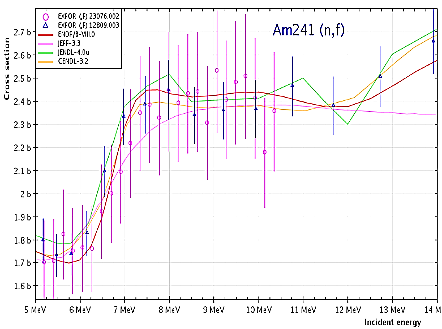 EXFOR (P) 23076.002
EXFOR (P) 12809.003
ENDF/B-VIII.0
JEFF-3.3
JENDL-4.0u
CENDL-3.2
Am241 (n,f)
Cross section
2.7 b
2.6 b
2.5 b
2.4 b
2.3 b
2.2 b
2.1 b
2 b
1.9 b
1.8 b
1.7 b
1.6 b
5 MeV 6 MeV 7 MeV 8 MeV 9 MeV 10 MeV 11 MeV 12 MeV 13 MeV 14 M
Incident energy